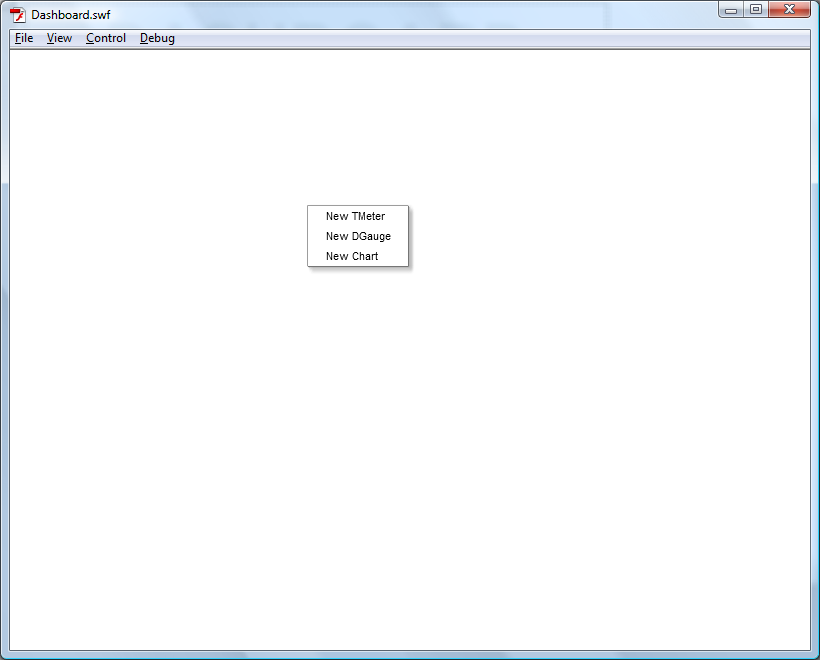 Dashboard.swf
File View Control Debug
New TMeter
New DGauge
New Chart